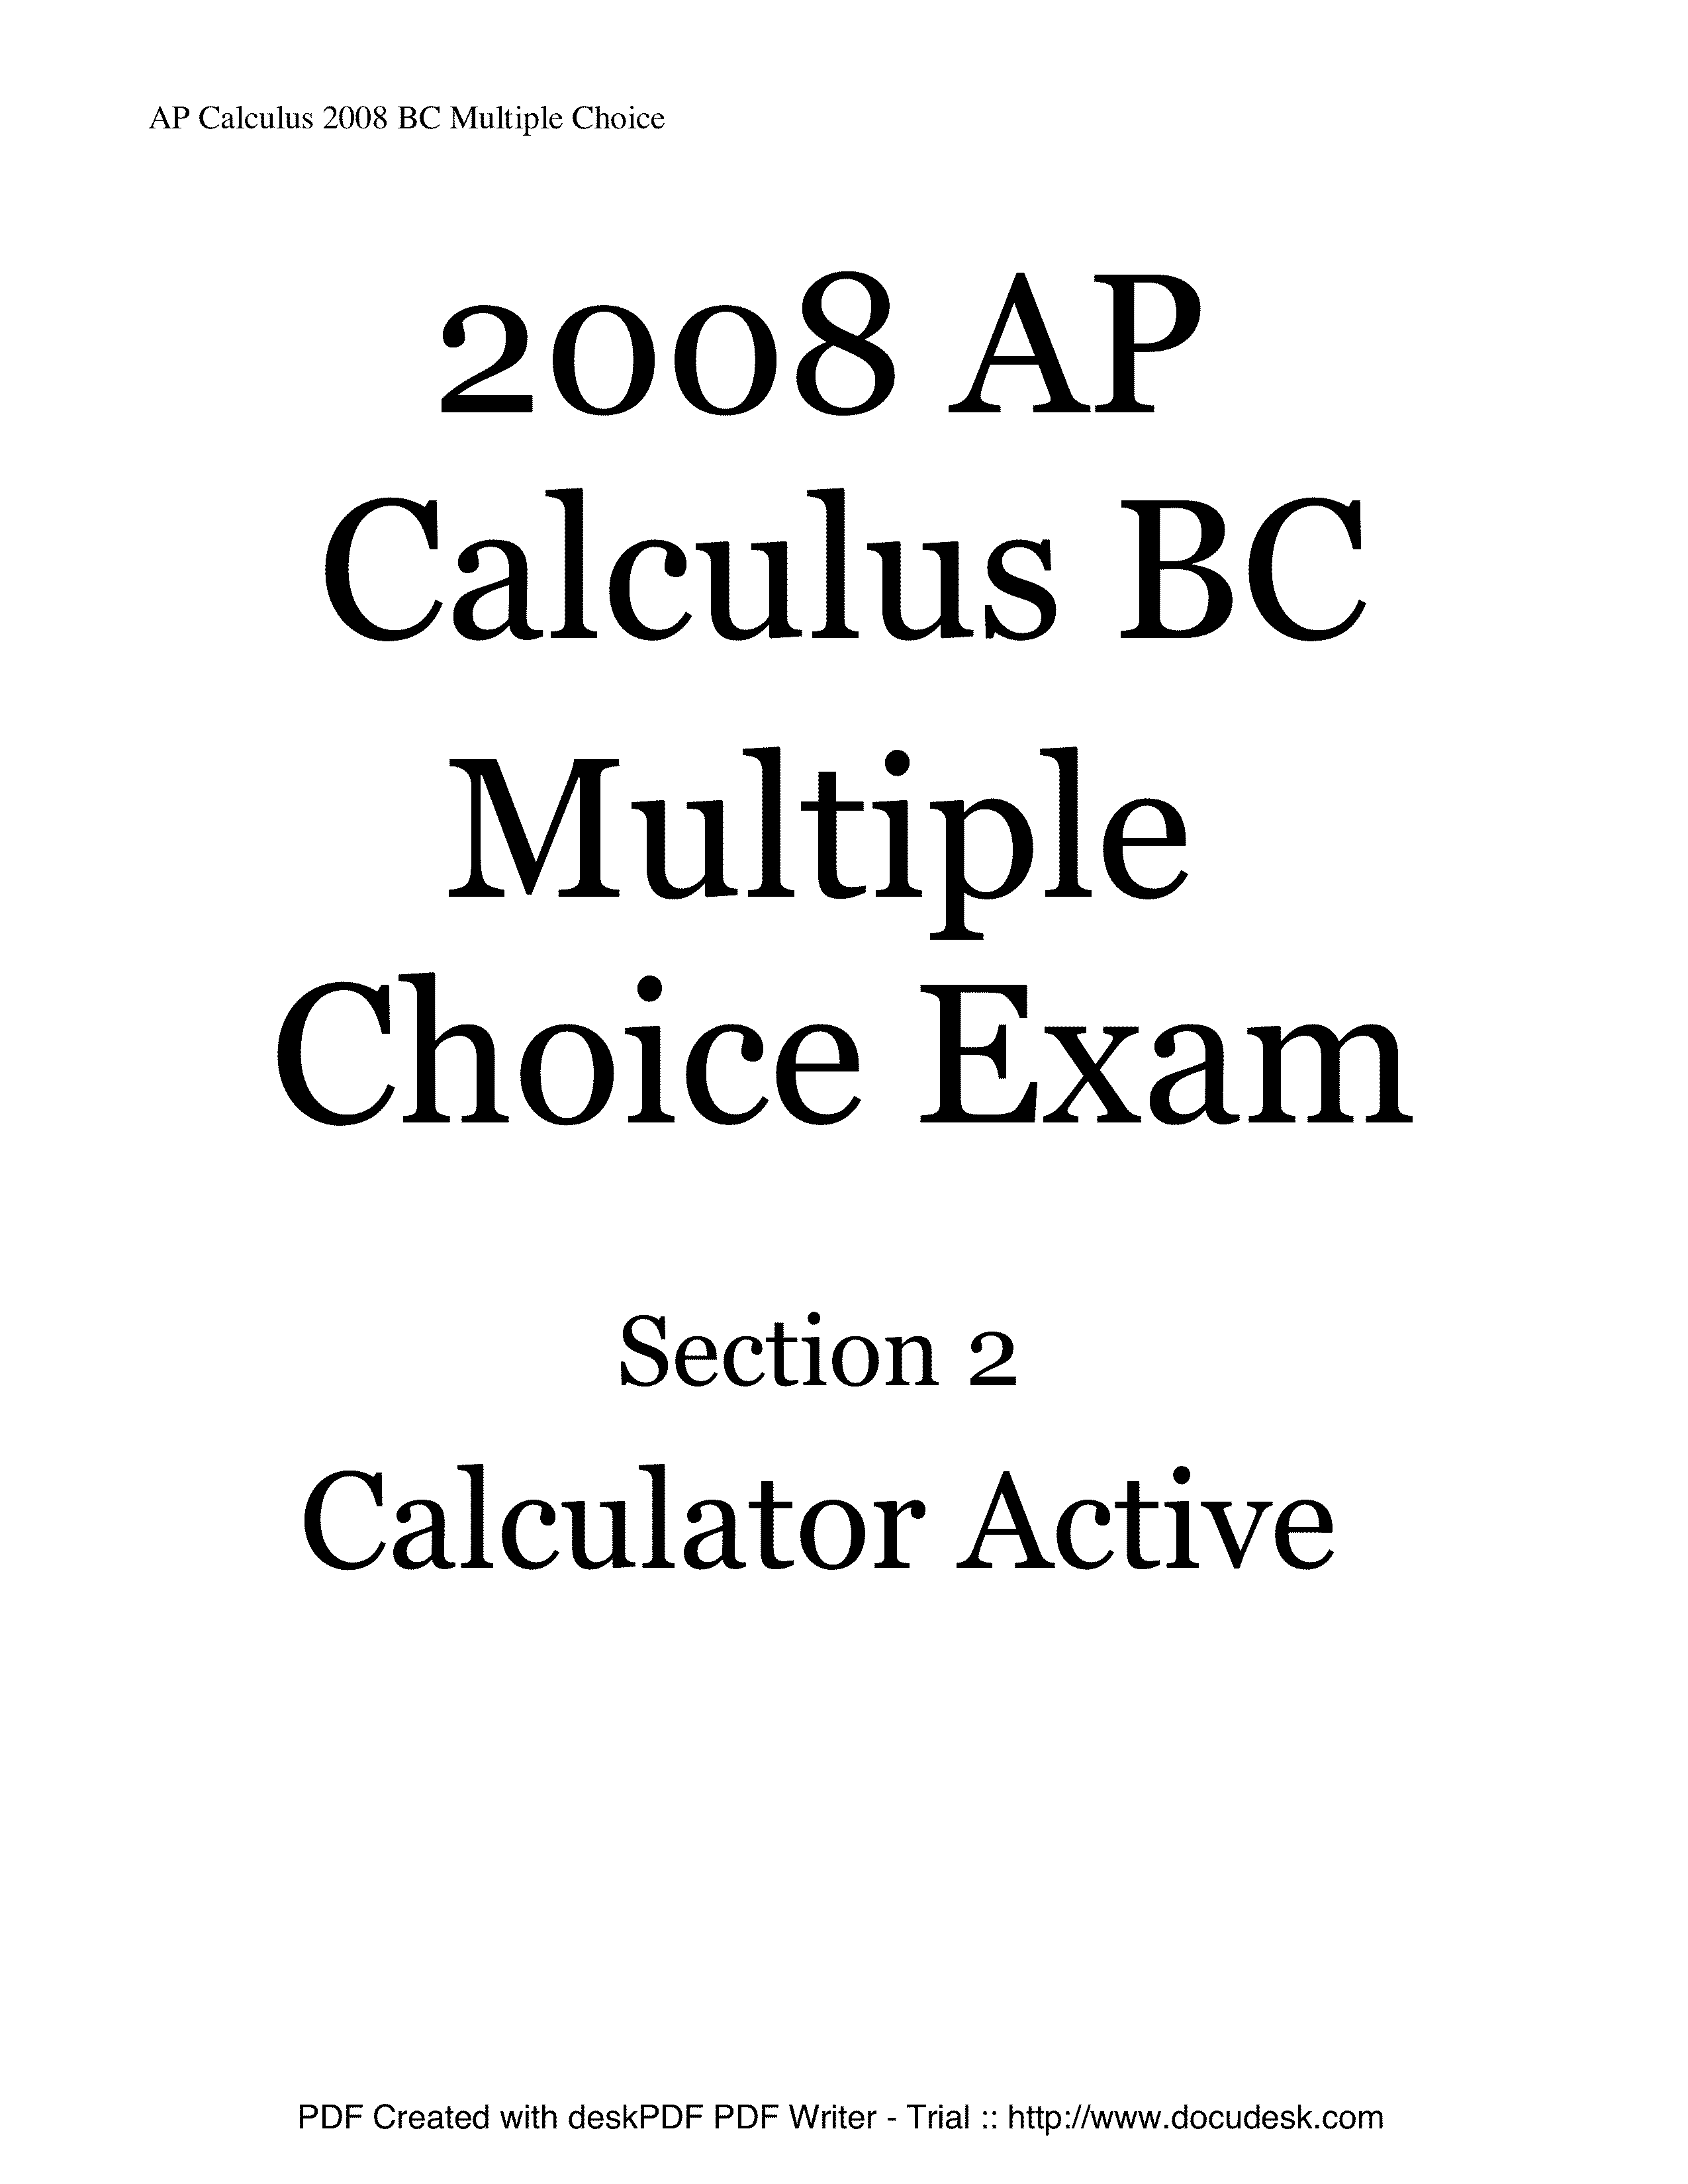 AP Calculus 2008 BC Multiple Choice
2008 AP
Calculus BC
Multiple
Choice Exam
Section 2
Calculator Active
PDF Created with deskPDF PDF Writer - Trial :: http://www.docudesk.com